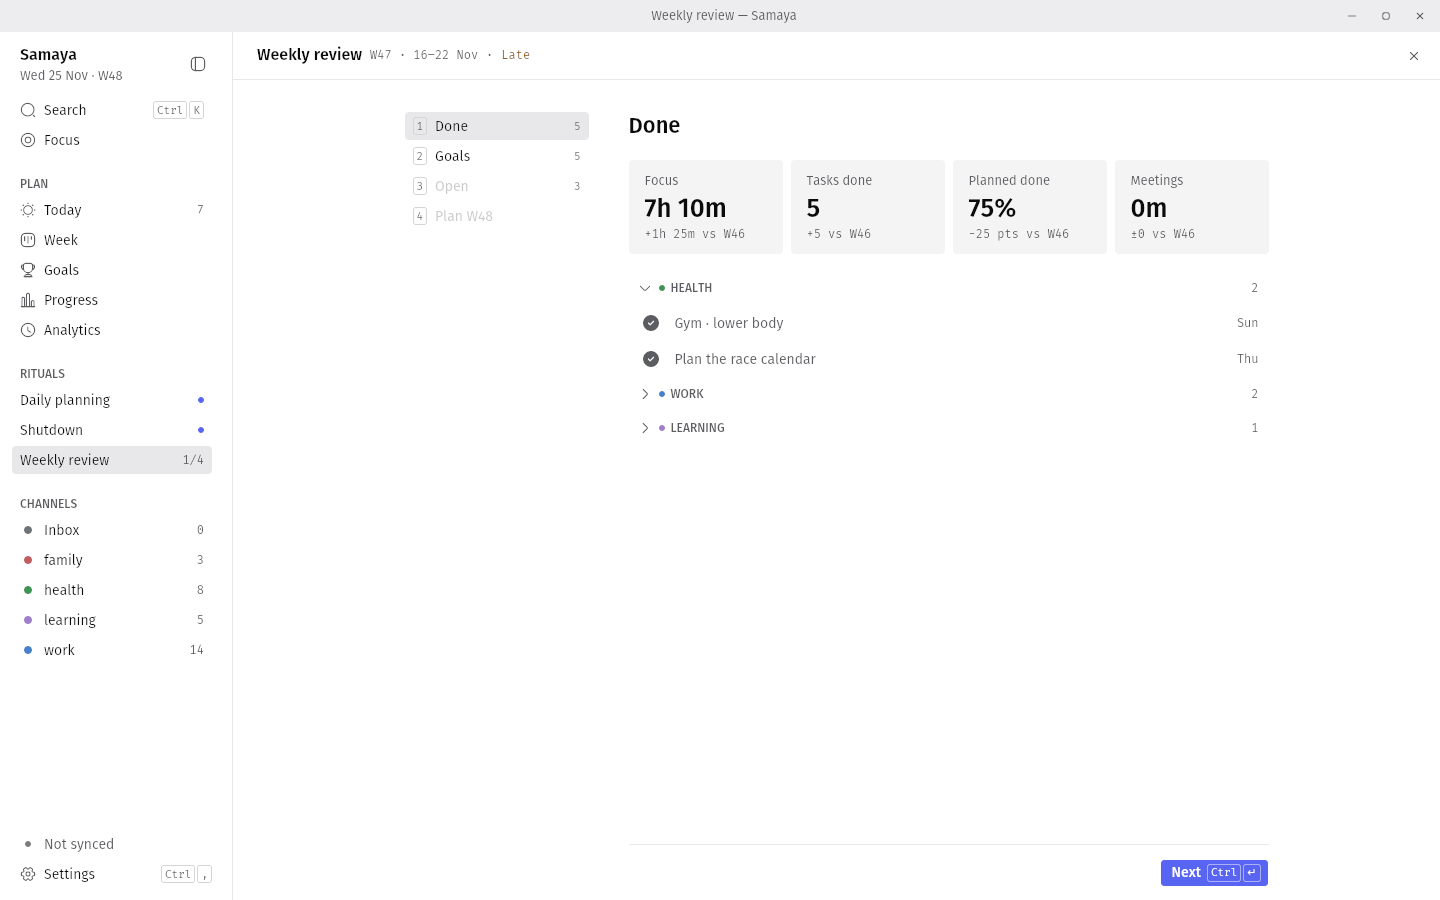 Weekly review — Samaya
Samaya
Wed 25 Nov · W48
Search Ctrl K
Focus
PLAN
Today 7
Week
Goals
Progress
Analytics
RITUALS
Daily planning
Shutdown
Weekly review 1/4
CHANNELS
Inbox 0
family 3
health 8
learning 5
work 14
Not synced
Settings Ctrl ,
Weekly review W47 · 16–22 Nov · Late
1 Done 5
2 Goals 5
3 Open 3
4 Plan W48
Done
Focus
7h 10m
+1h 25m vs W46
Tasks done
5
+5 vs W46
Planned done
75%
-25 pts vs W46
Meetings
0m
±0 vs W46
HEALTH 2
Gym · lower body Sun
Plan the race calendar Thu
WORK 2
LEARNING 1
Next Ctrl ↵